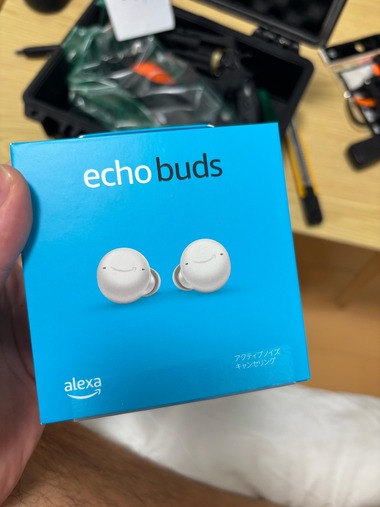 echo buds
alexa
アクティブノイズ
キャンセリング